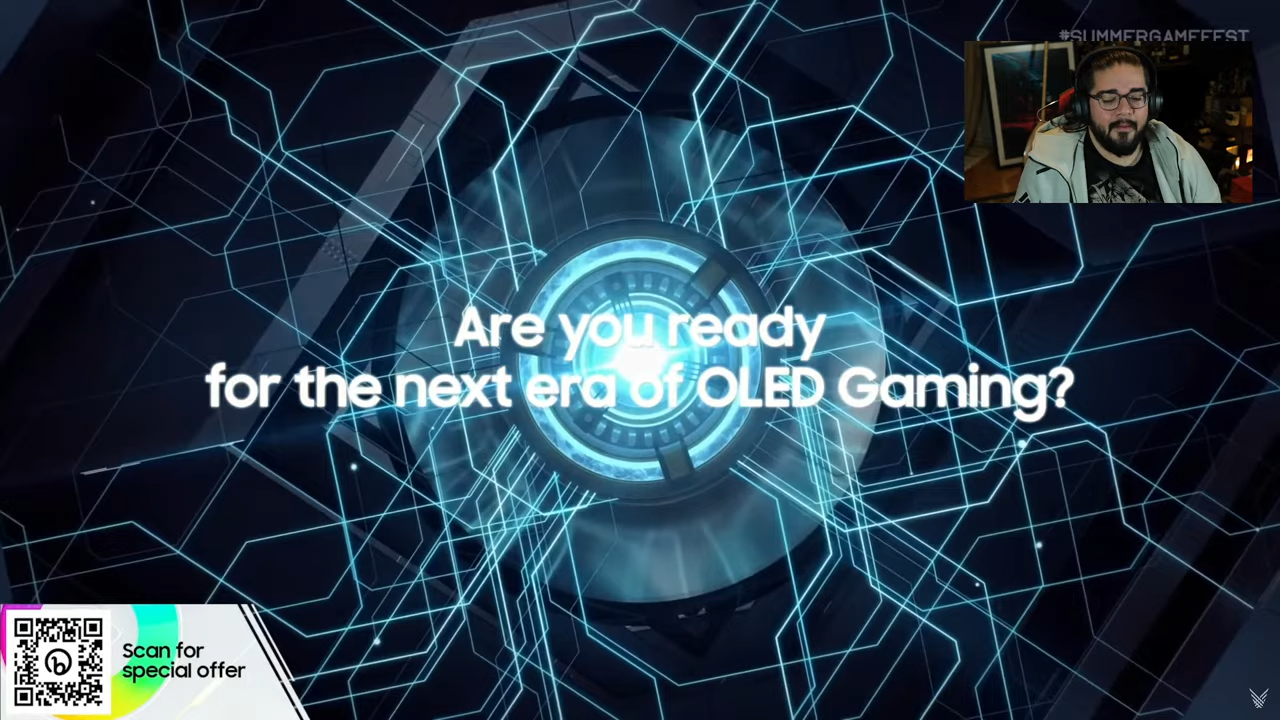 #SUMMERGAMEFEST
Are you ready
for the next era of OLED Gaming?
Scan for
special offer